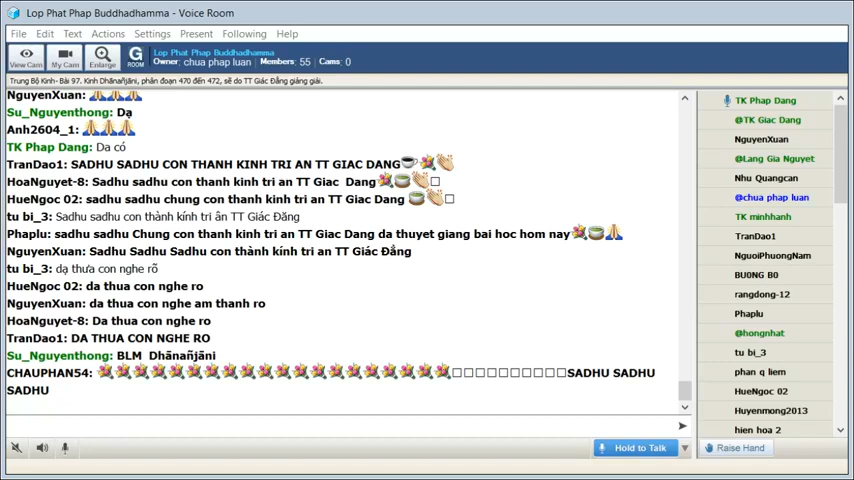 Lop Phat Phap Buddhadhamma - Voice Room
File Edit Text Actions Settings Present Following Help
View Cam My Cam Enlarge G ROOM
Lop Phat Phap Buddhadhamma
Owner: chua phap luan ; Members: 55 Cams: 0
Trung Bộ Kinh- Bài 97. Kinh Dhānañjāni, phân đoạn 470 đến 472, sẽ do TT Giác Đẳng giảng giải.
NguyenXuan: 🙏🙏🙏
Su_Nguyenthong: Dạ
Anh2604_1: 🙏🙏🙏
TK Phap Dang: Da có
TranDao1: SADHU SADHU CON THANH KINH TRI AN TT GIAC DANG☕💐👏
HoaNguyet-8: Sadhu sadhu con thanh kinh tri an TT Giac Dang💐🍵👏□
HueNgoc 02: sadhu sadhu chung con thanh kinh tri an TT Giac Dang 🍵👏□
tu bi_3: Sadhu sadhu con thành kính tri ân TT Giác Đăng
Phaplu: sadhu sadhu Chung con thanh kinh tri an TT Giac Dang da thuyet giang bai hoc hom nay💐🍵🙏
NguyenXuan: Sadhu Sadhu Sadhu con thành kính tri an TT Giác Đẳng
tu bi_3: dạ thưa con nghe rõ
HueNgoc 02: da thua con nghe ro
NguyenXuan: da thua con nghe am thanh ro
HoaNguyet-8: Da thua con nghe ro
TranDao1: DA THUA CON NGHE RO
Su_Nguyenthong: BLM Dhānañjāni
CHAUPHAN54: 💐💐💐💐💐💐💐💐💐💐💐💐💐💐💐💐💐💐💐💐□□□□□□□□□□SADHU SADHU
SADHU
Hold to Talk
TK Phap Dang
@TK Giac Dang
NguyenXuan
@Lang Gia Nguyet
Nhu Quangcan
@chua phap luan
TK minhhanh
TranDao1
NguoiPhuongNam
BU0NG B0
rangdong-12
Phaplu
@hongnhat
tu bi_3
phan q liem
HueNgoc 02
Huyenmong2013
hien hoa 2
Raise Hand